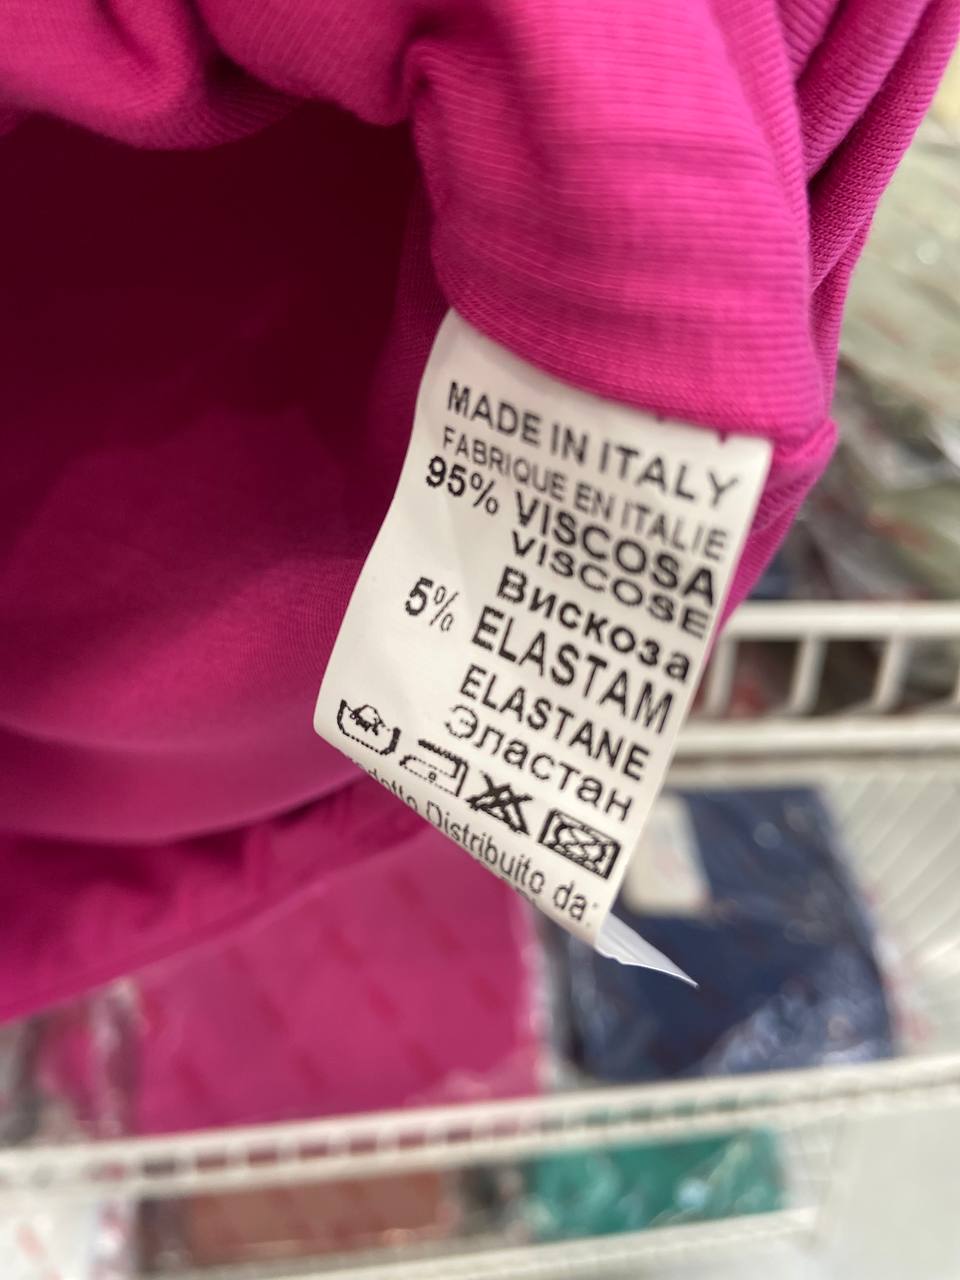 MADE IN ITALY
FABRIQUE EN ITALIE
95% VISCOSA
VISCOSE
Вискоза
5% ELASTAM
ELASTANE
Эластан
Distribuito da: